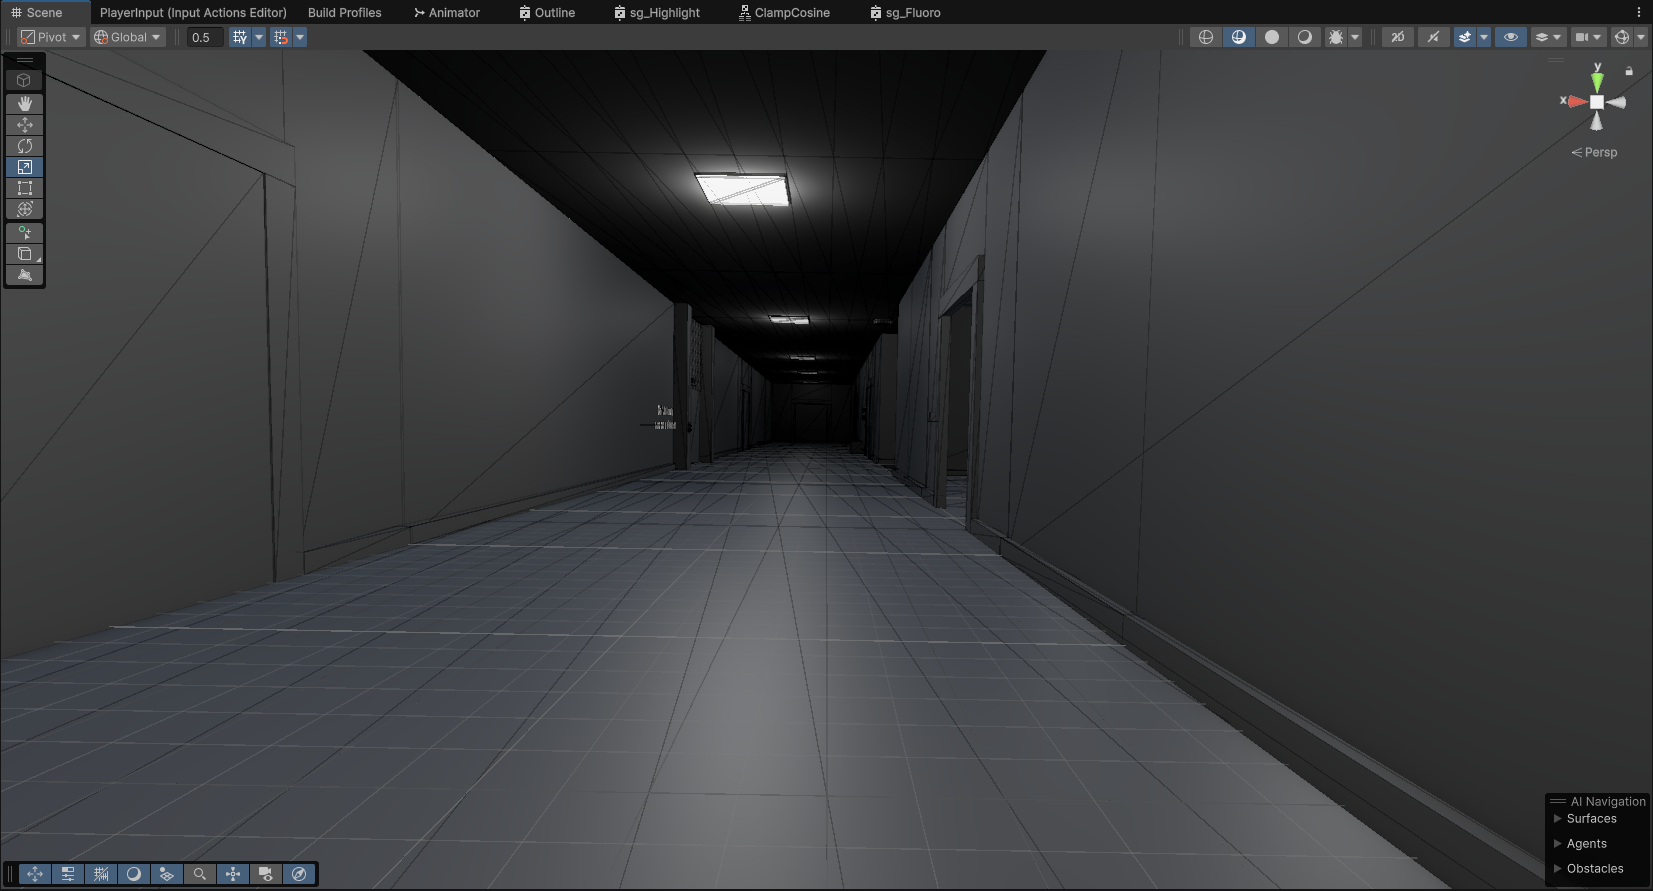 Scene
PlayerInput (Input Actions Editor)
Build Profiles
Animator
Outline
sg_Highlight
ClampCosine
sg_Fluoro
Pivot
Global
0.5
2D
y
x
Persp
AI Navigation
Surfaces
Agents
Obstacles